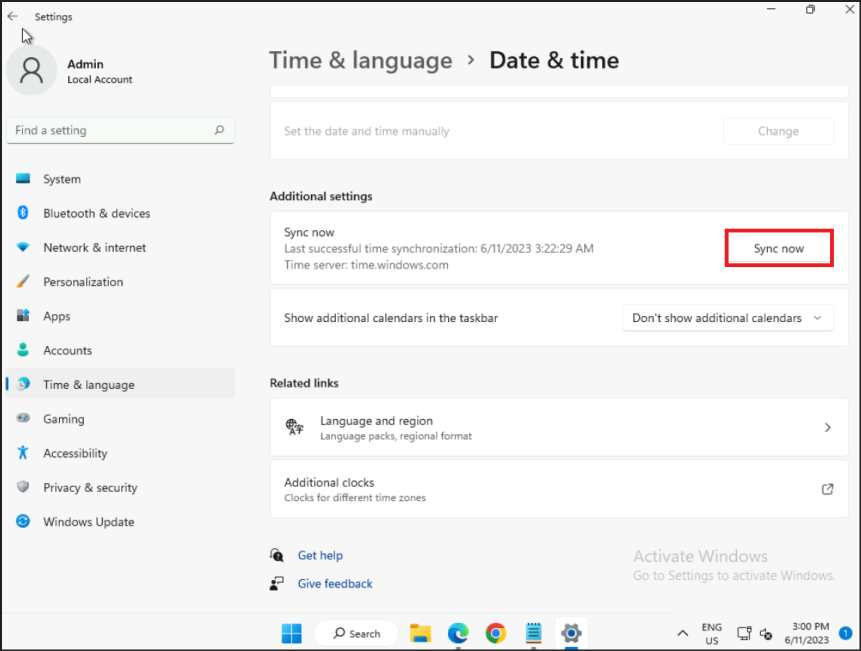 Settings
Admin
Local Account
Find a setting
System
Bluetooth & devices
Network & internet
Personalization
Apps
Accounts
Time & language
Gaming
Accessibility
Privacy & security
Windows Update
Time & language › Date & time
Set the date and time manually
Change
Additional settings
Sync now
Last successful time synchronization: 6/11/2023 3:22:29 AM
Time server: time.windows.com
Sync now
Show additional calendars in the taskbar
Don't show additional calendars
Related links
Language and region
Language packs, regional format
Additional clocks
Clocks for different time zones
Get help
Give feedback
Activate Windows
Go to Settings to activate Windows.
Search
ENG
US
3:00 PM
6/11/2023
1